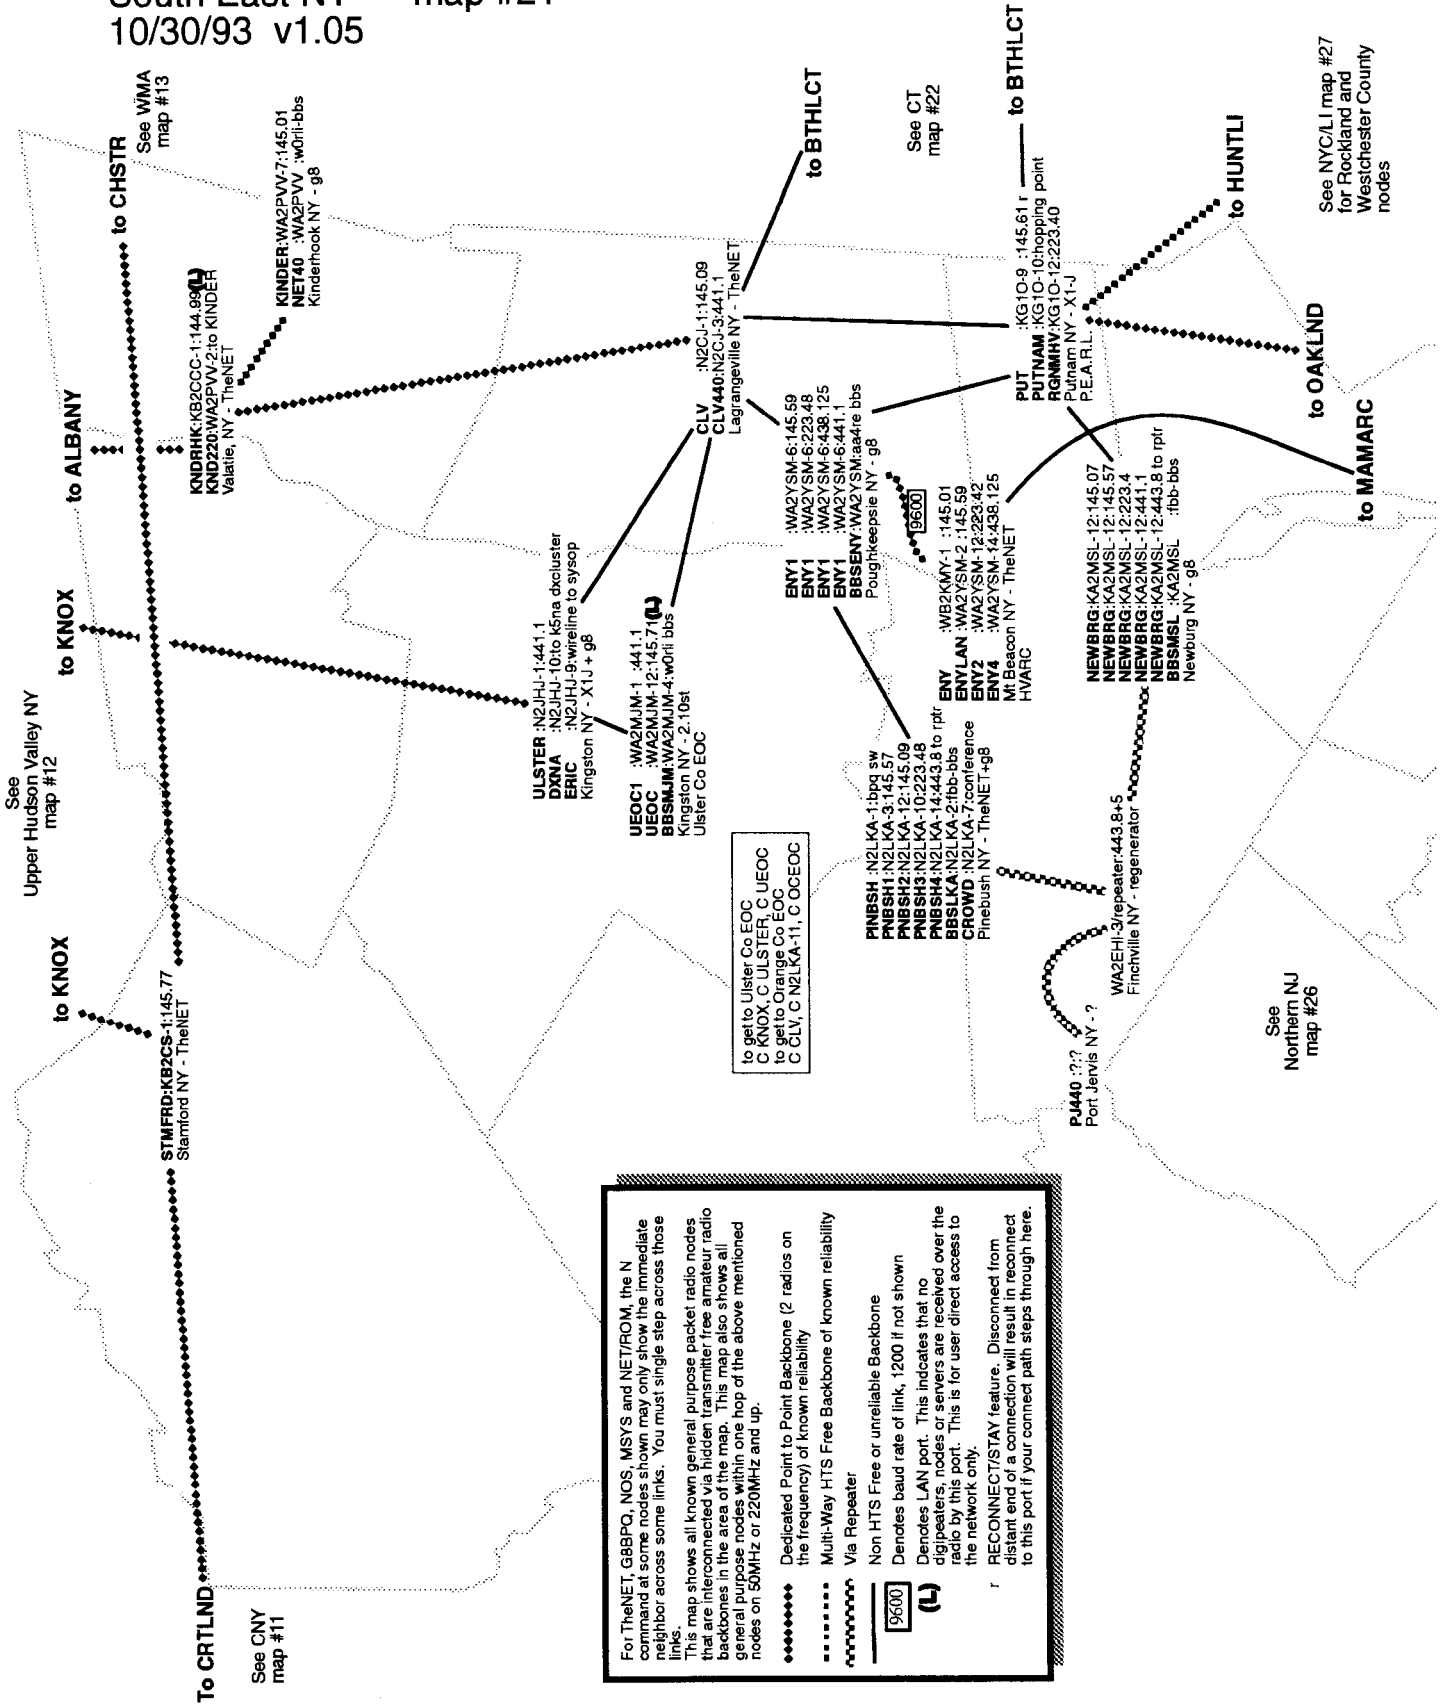 10/30/93 v1.05
See WMA
map #13
to CHSTR
to ALBANY
to KNOX
See
Upper Hudson Valley NY
map #12
to KNOX
To CRTLND
See CNY
map #11
STMFRD:KB2CS-1:145.77
Stamford NY - TheNET
KNDRHK:KB2CCC-1:144.99(L)
KND220:WA2PVV-2:to KINDER
Valatie, NY - TheNET
KINDER:WA2PVV-7:145.01
NET40 :WA2PVV :w0rli-bbs
Kinderhook NY - g8
ULSTER :N2JHJ-1:441.1
DXNA :N2JHJ-10:to k5na dxcluster
ERIC :N2JHJ-9:wireline to sysop
Kingston NY - X1J + g8
UEOC1 :WA2MJM-1 :441.1
UEOC :WA2MJM-12:145.71(L)
BBSMJM:WA2MJM-4:w0rli bbs
Kingston NY - 2.10st
Ulster Co EOC
CLV :N2CJ-1:145.09
CLV440:N2CJ-3:441.1
Lagrangeville NY - TheNET
to BTHLCT
to get to Ulster Co EOC
C KNOX, C ULSTER, C UEOC
to get to Orange Co EOC
C CLV, C N2LKA-11, C OCEOC
ENY1 :WA2YSM-6:145.59
ENY1 :WA2YSM-6:223.48
ENY1 :WA2YSM-6:438.125
ENY1 :WA2YSM-6:441.1
BBSENY:WA2YSM:aa4re bbs
Poughkeepsie NY - g8
9600
See CT
map #22
PINBSH :N2LKA-1:bpq sw
PNBSH1:N2LKA-3:145.57
PNBSH2:N2LKA-12:145.09
PNBSH3:N2LKA-10:223.48
PNBSH4:N2LKA-14:443.8 to rptr
BBSLKA:N2LKA-2:fbb-bbs
CROWD :N2LKA-7:conference
Pinebush NY - TheNET+g8
ENY :WB2KMY-1 :145.01
ENYLAN :WA2YSM-2 :145.59
ENY2 :WA2YSM-12:223.42
ENY4 :WA2YSM-14:438.125
Mt Beacon NY - TheNET
HVARC
to BTHLCT
PUT :KG1O-9 :145.61 r
PUTNAM :KG1O-10:hopping point
RGNMHV:KG1O-12:223.40
Putnam NY - X1-J
P.E.A.R.L.
NEWBRG:KA2MSL-12:145.07
NEWBRG:KA2MSL-12:145.57
NEWBRG:KA2MSL-12:223.4
NEWBRG:KA2MSL-12:441.1
NEWBRG:KA2MSL-12:443.8 to rptr
BBSMSL :KA2MSL :fbb-bbs
Newburg NY - g8
WA2EHI-3/repeater:443.8+5
Finchville NY - regenerator
PJ440 :?:?
Port Jervis NY - ?
to HUNTLI
to OAKLND
to MAMARC
See
Northern NJ
map #26
See NYC/LI map #27
for Rockland and
Westchester County
nodes
For TheNET, G8BPQ, NOS, MSYS and NET/ROM, the N
command at some nodes shown may only show the immediate
neighbor across some links. You must single step across those
links.
This map shows all known general purpose packet radio nodes
that are interconnected via hidden transmitter free amateur radio
backbones in the area of the map. This map also shows all
general purpose nodes within one hop of the above mentioned
nodes on 50MHz or 220MHz and up.
Dedicated Point to Point Backbone (2 radios on
the frequency) of known reliability
Multi-Way HTS Free Backbone of known reliability
Via Repeater
Non HTS Free or unreliable Backbone
9600 Denotes baud rate of link, 1200 if not shown
(L) Denotes LAN port. This indcates that no
digipeaters, nodes or servers are received over the
radio by this port. This is for user direct access to
the network only.
r RECONNECT/STAY feature. Disconnect from
distant end of a connection will result in reconnect
to this port if your connect path steps through here.